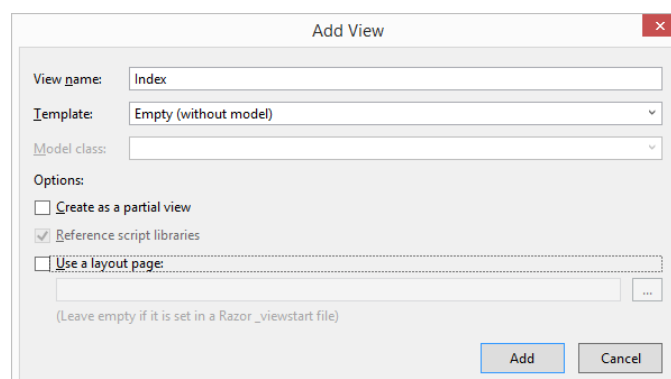 Add View
View name: Index
Template: Empty (without model)
Model class:
Options:
Create as a partial view
Reference script libraries
Use a layout page:
...
(Leave empty if it is set in a Razor _viewstart file)
Add Cancel